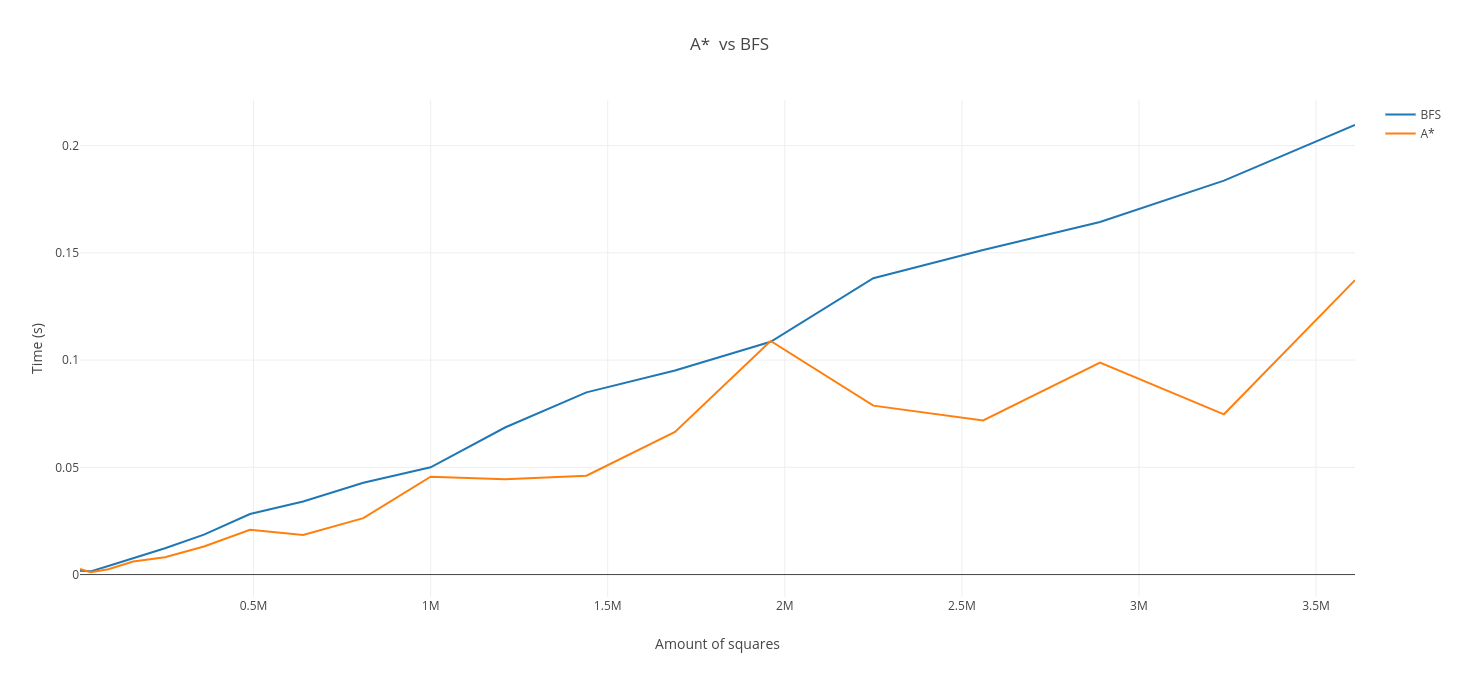 A* vs BFS
BFS
A*
0.2
0.15
0.1
0.05
0
Time (s)
0.5M
1M
1.5M
2M
2.5M
3M
3.5M
Amount of squares